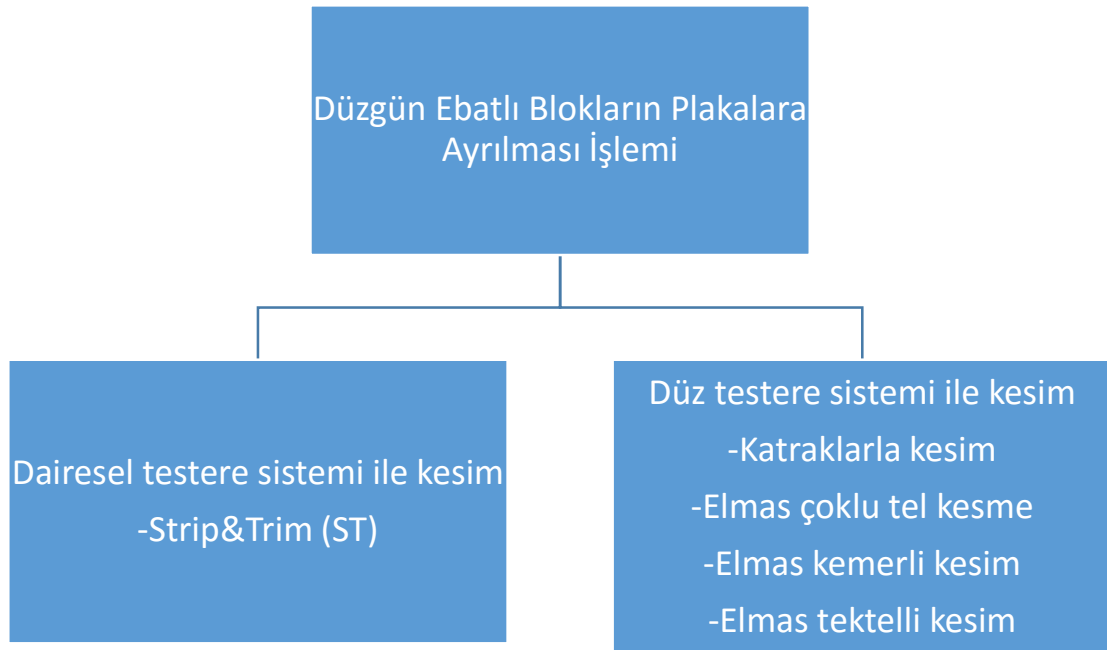 Düzgün Ebatlı Blokların Plakalara
Ayrılması İşlemi
Dairesel testere sistemi ile kesim
-Strip&Trim (ST)
Düz testere sistemi ile kesim
-Katraklarla kesim
-Elmas çoklu tel kesme
-Elmas kemerli kesim
-Elmas tektelli kesim